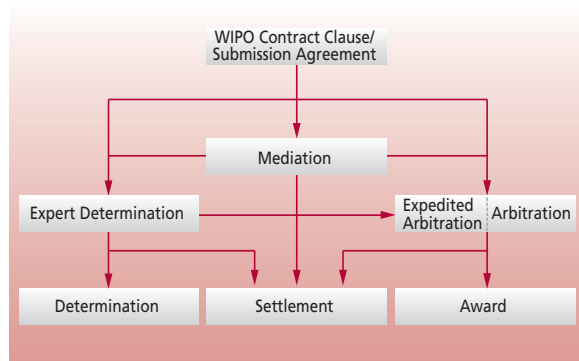 WIPO Contract Clause/
Submission Agreement
Mediation
Expert Determination
Expedited
Arbitration
Arbitration
Determination
Settlement
Award